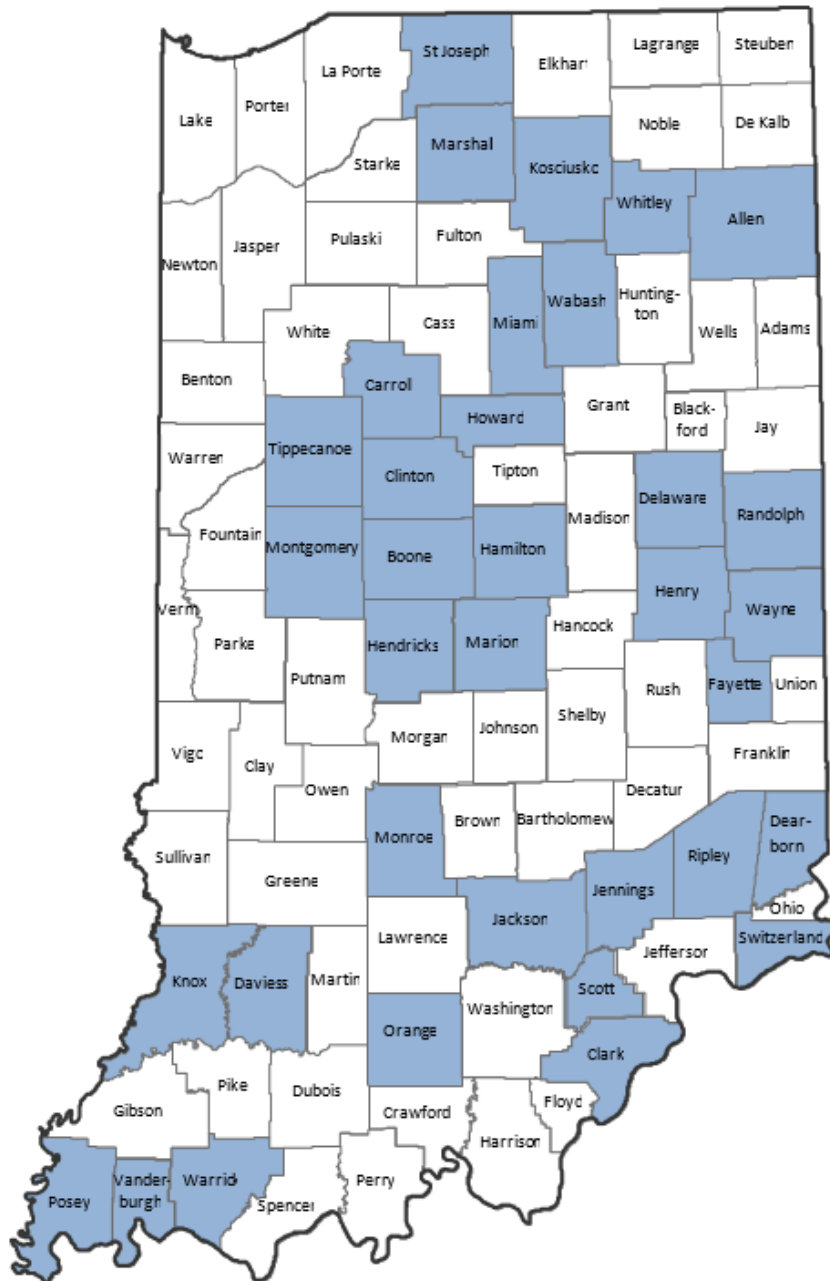 St Joseph
Elkhart
Lagrange
Steuben
La Porte
Lake
Porter
Noble
De Kalb
Marshal
Starke
Kosciusko
Whitley
Allen
Newton
Jasper
Pulaski
Fulton
Miami
Wabash
Hunting-
ton
White
Cass
Wells
Adams
Benton
Carrol
Grant
Black-
ford
Howard
Jay
Tippecanoe
Warren
Clinton
Tipton
Delaware
Randolph
Madison
Fountain
Montgomery
Boone
Hamilton
Henry
Wayne
Verm
Parke
Hendricks
Marion
Hancock
Putnam
Rush
Fayette
Union
Morgan
Johnson
Shelby
Vigo
Clay
Owen
Franklin
Decatur
Monroe
Brown
Bartholomew
Dear-
born
Sullivan
Greene
Ripley
Jennings
Jackson
Ohio
Lawrence
Switzerland
Jefferson
Knox
Daviess
Martin
Scott
Washington
Orange
Clark
Pike
Dubois
Gibson
Crawford
Floyd
Harrison
Posey
Vander-
burgh
Warrick
Spencer
Perry